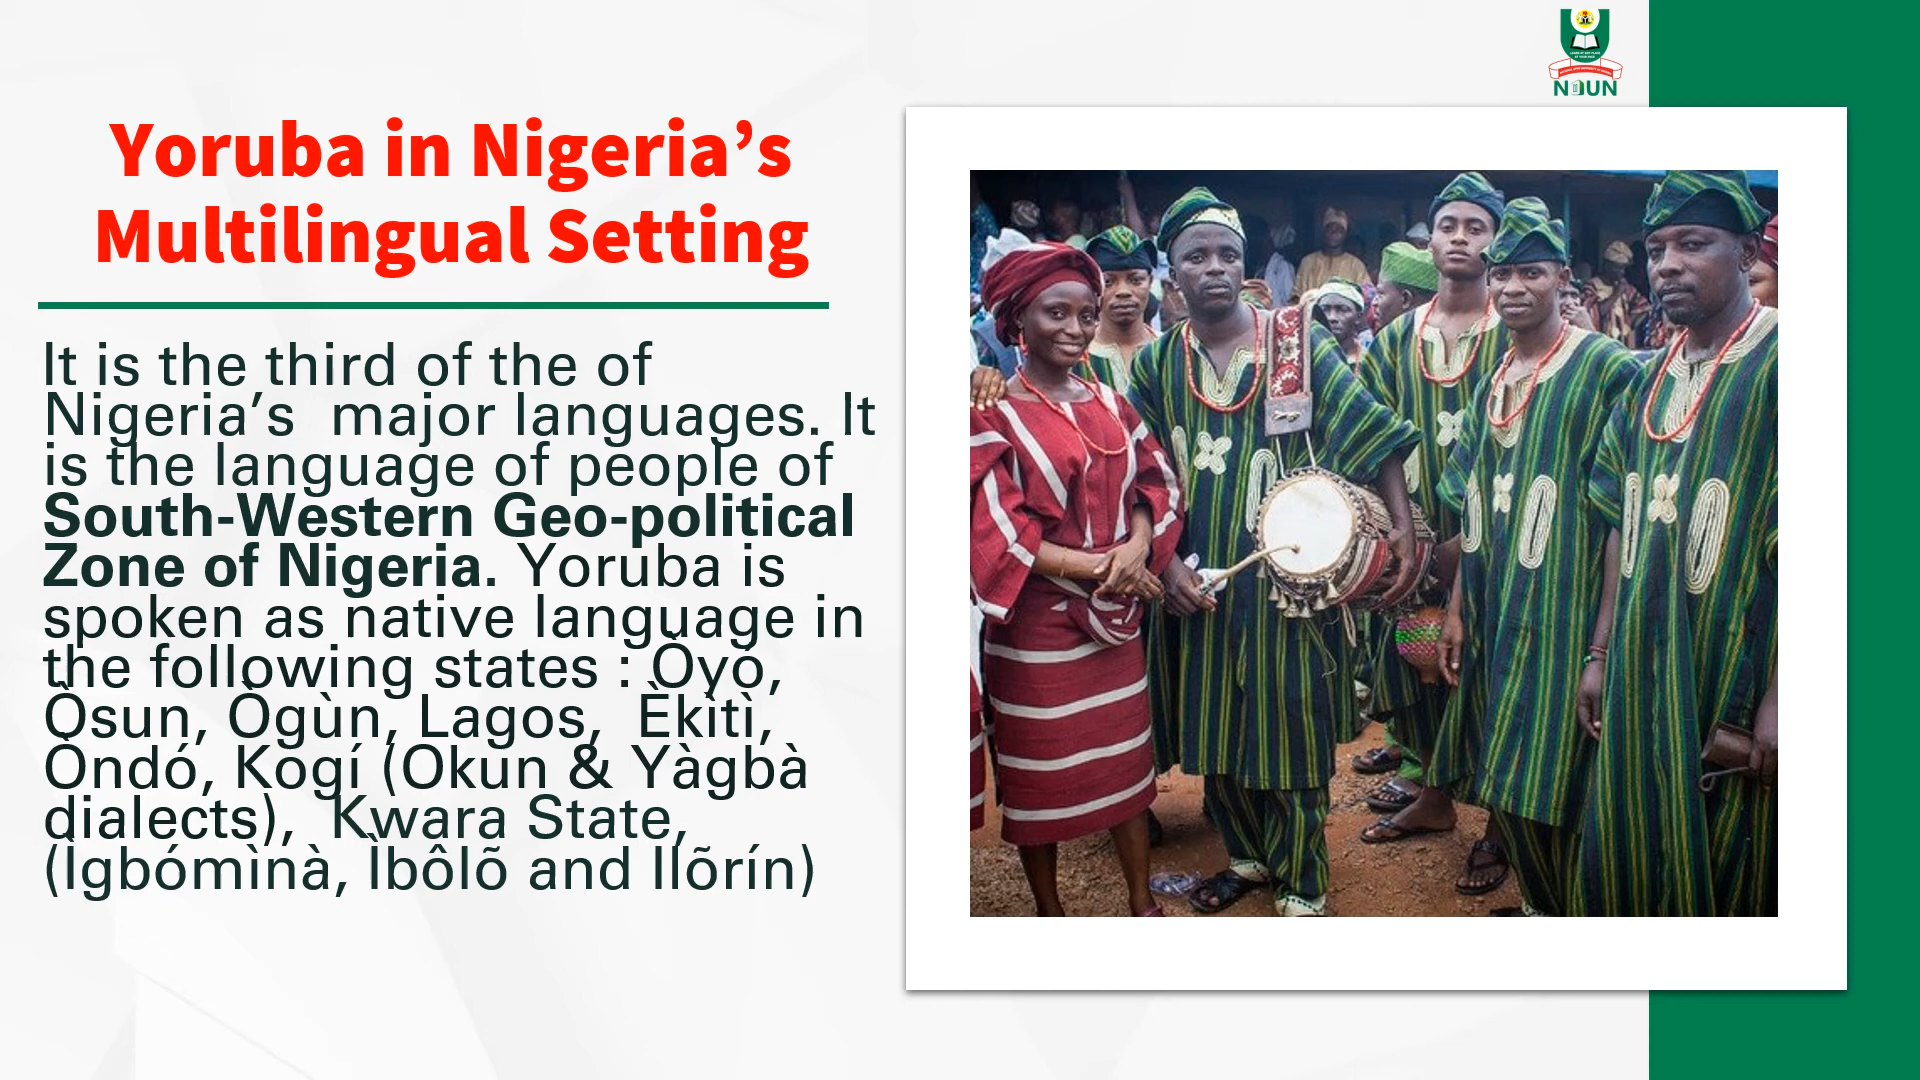 NOUN
Yoruba in Nigeria’s
Multilingual Setting
It is the third of the of
Nigeria’s  major languages. It
is the language of people of
South-Western Geo-political
Zone of Nigeria. Yoruba is
spoken as native language in
the following states : Òyó,
Òsun, Ògùn, Lagos,  Èkìtì,
Òndó, Kogí (Okun & Yàgbà
dialects),  Kwara State,
(Ìgbómìnà, Ìbôlõ and Ilõrín)